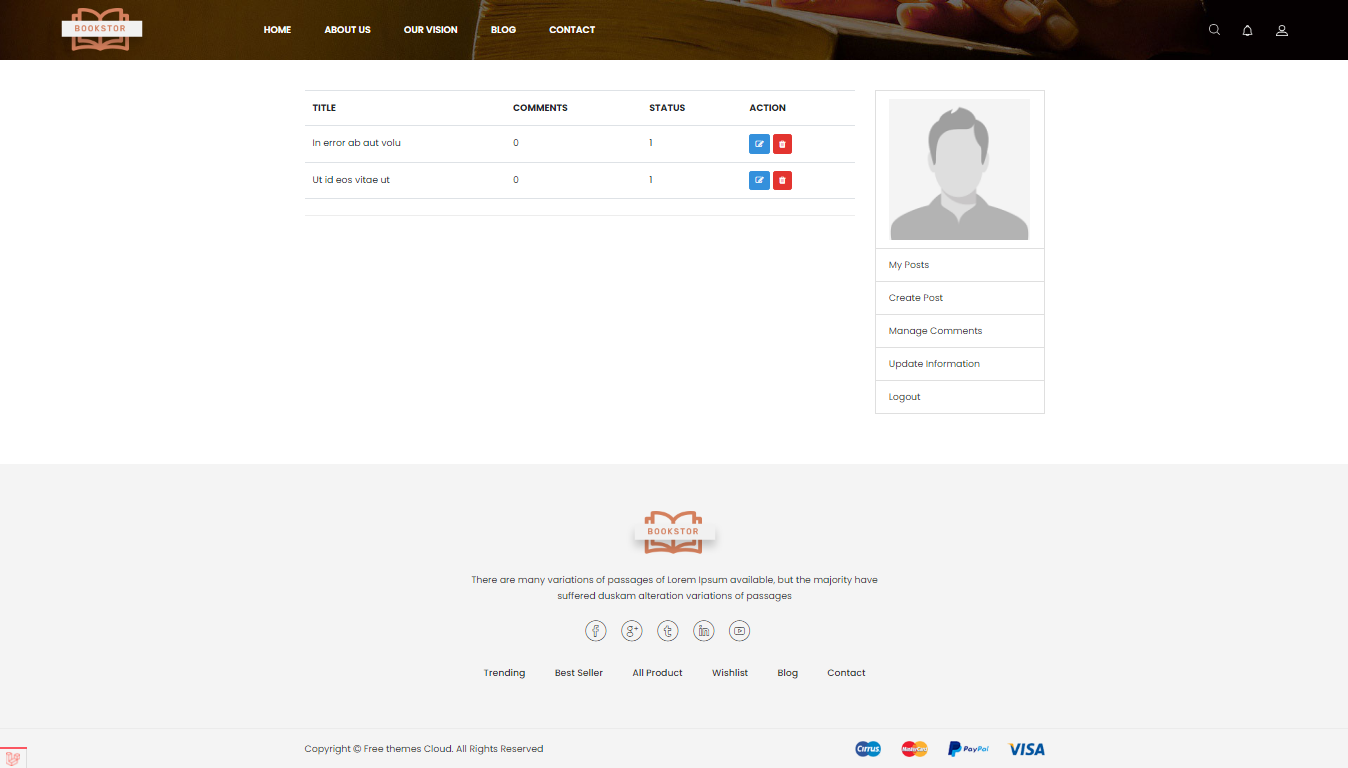 BOOKSTOR
HOME ABOUT US OUR VISION BLOG CONTACT
TITLE COMMENTS STATUS ACTION
In error ab aut volu 0 1
Ut id eos vitae ut 0 1
My Posts
Create Post
Manage Comments
Update Information
Logout
BOOKSTOR
There are many variations of passages of Lorem Ipsum available, but the majority have
suffered duskam alteration variations of passages
Trending Best Seller All Product Wishlist Blog Contact
Copyright © Free themes Cloud. All Rights Reserved
Cirrus MasterCard PayPal VISA